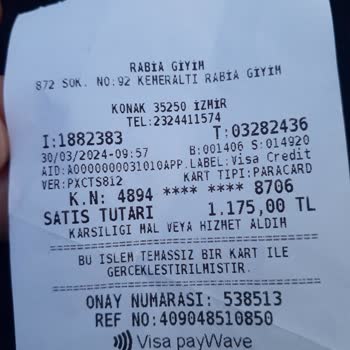 RABİA GİYİM
872 SOK. NO:92 KEMERALTI RABİA GİYİM
KONAK 35250 İZMİR
TEL:2324411574
I:1882383 T:03282436
30/03/2024-09:57 B:001406 S:014920
AID:A0000000031010APP.LABEL:Visa Credit
VER:PXCTS812 KART TIPI:PARACARD
K.N: 4894 **** **** 8706
SATIS TUTARI 1.175,00 TL
KARSILIGI MAL VEYA HIZMET ALDIM
BU ISLEM TEMASSIZ BIR KART ILE
GERCEKLESTIRILMISTIR.
ONAY NUMARASI: 538513
REF NO:409048510850
Visa payWave